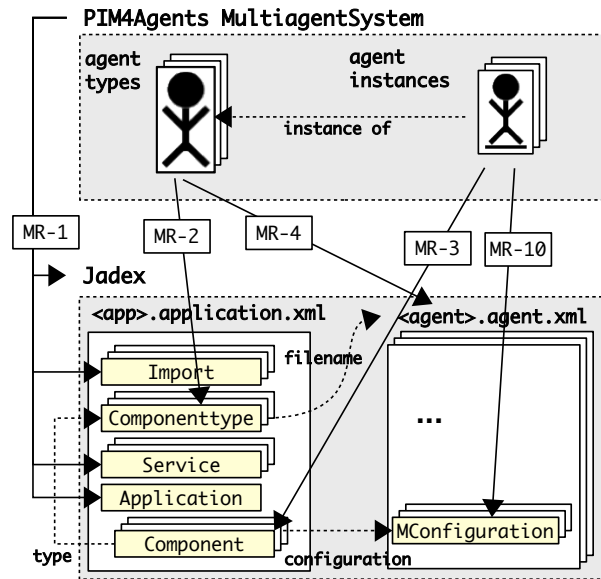 PIM4Agents MultiagentSystem
agent
types
agent
instances
instance of
MR-1
MR-2
MR-4
MR-3
MR-10
Jadex
<app>.application.xml
<agent>.agent.xml
filename
Import
Componenttype
...
Service
Application
MConfiguration
Component
type
configuration